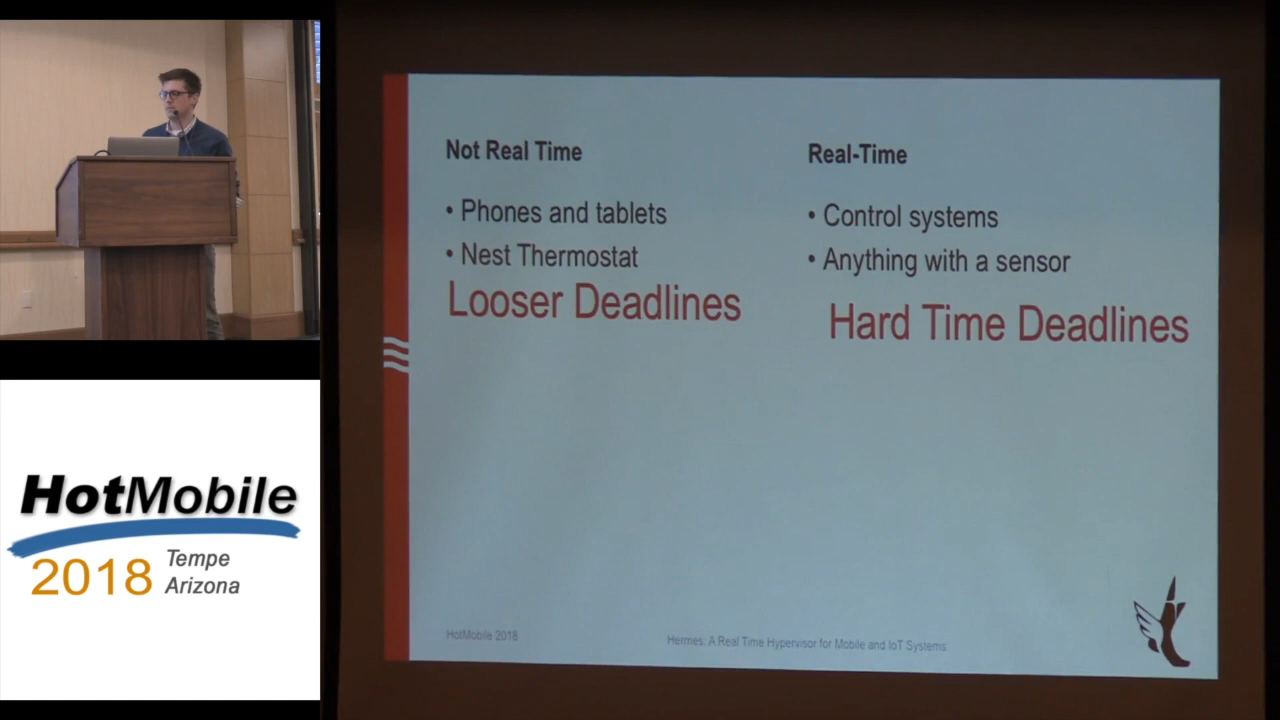 Not Real Time
• Phones and tablets
• Nest Thermostat
Looser Deadlines
Real-Time
• Control systems
• Anything with a sensor
Hard Time Deadlines
HotMobile 2018
Hermes: A Real Time Hypervisor for Mobile and IoT Systems
HotMobile
2018
Tempe
Arizona